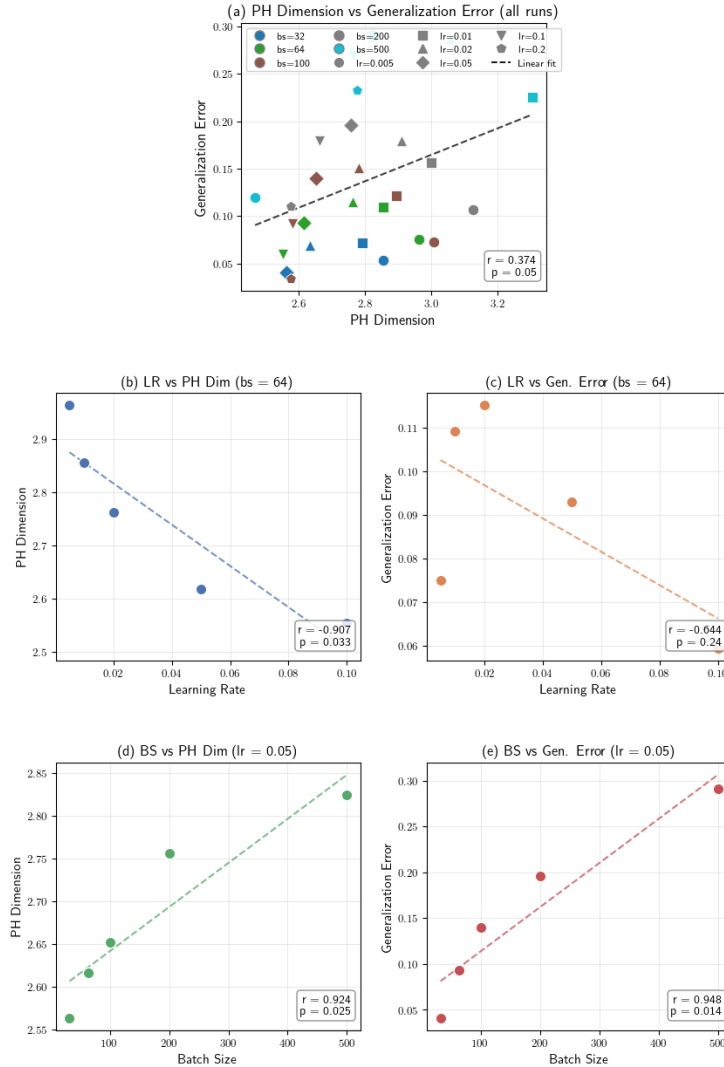 (a) PH Dimension vs Generalization Error (all runs)
0.30
bs=32 bs=200 lr=0.01 lr=0.1
bs=64 bs=500 lr=0.02 lr=0.2
bs=100 lr=0.005 lr=0.05 Linear fit
0.25
0.20
0.15
0.10
0.05
Generalization Error
r = 0.374
p = 0.05
2.6 2.8 3.0 3.2
PH Dimension
(b) LR vs PH Dim (bs = 64)
2.9
2.8
2.7
2.6
2.5
PH Dimension
r = -0.907
p = 0.033
0.02 0.04 0.06 0.08 0.10
Learning Rate
(c) LR vs Gen. Error (bs = 64)
0.11
0.10
0.09
0.08
0.07
0.06
Generalization Error
r = -0.644
p = 0.24
0.02 0.04 0.06 0.08 0.10
Learning Rate
(d) BS vs PH Dim (lr = 0.05)
2.85
2.80
2.75
2.70
2.65
2.60
2.55
PH Dimension
r = 0.924
p = 0.025
100 200 300 400 500
Batch Size
(e) BS vs Gen. Error (lr = 0.05)
0.30
0.25
0.20
0.15
0.10
0.05
Generalization Error
r = 0.948
p = 0.014
100 200 300 400 500
Batch Size